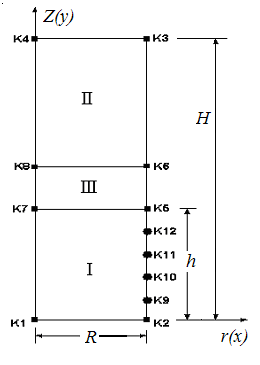 Z(y)
K4 K3
II
H
K8 K6
III
K7 K5
K12
I K11 h
K10
K9
K1 K2
R r(x)